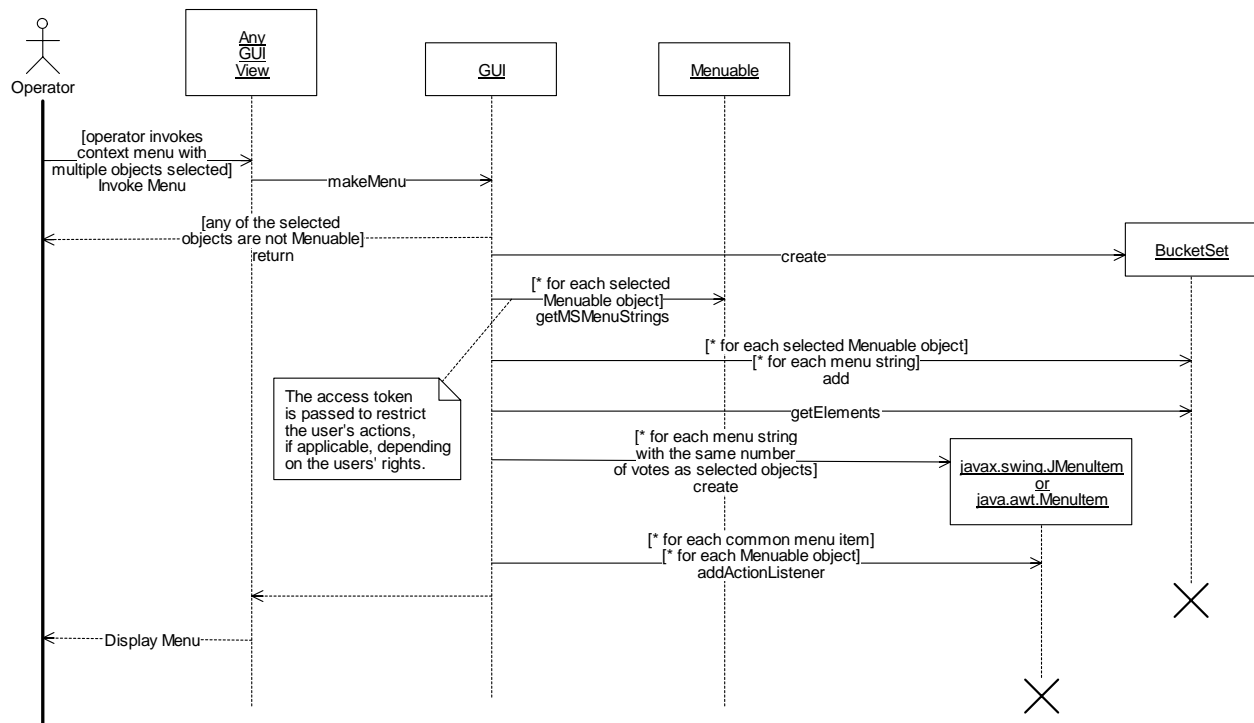 Operator
Any
GUI
View
GUI
Menuable
[operator invokes
context menu with
multiple objects selected]
Invoke Menu
makeMenu
[any of the selected
objects are not Menuable]
return
create
BucketSet
[* for each selected
Menuable object]
getMSMenuStrings
[* for each selected Menuable object]
[* for each menu string]
add
The access token
is passed to restrict
the user's actions,
if applicable, depending
on the users' rights.
getElements
[* for each menu string
with the same number
of votes as selected objects]
create
javax.swing.JMenuItem
or
java.awt.MenuItem
[* for each common menu item]
[* for each Menuable object]
addActionListener
Display Menu